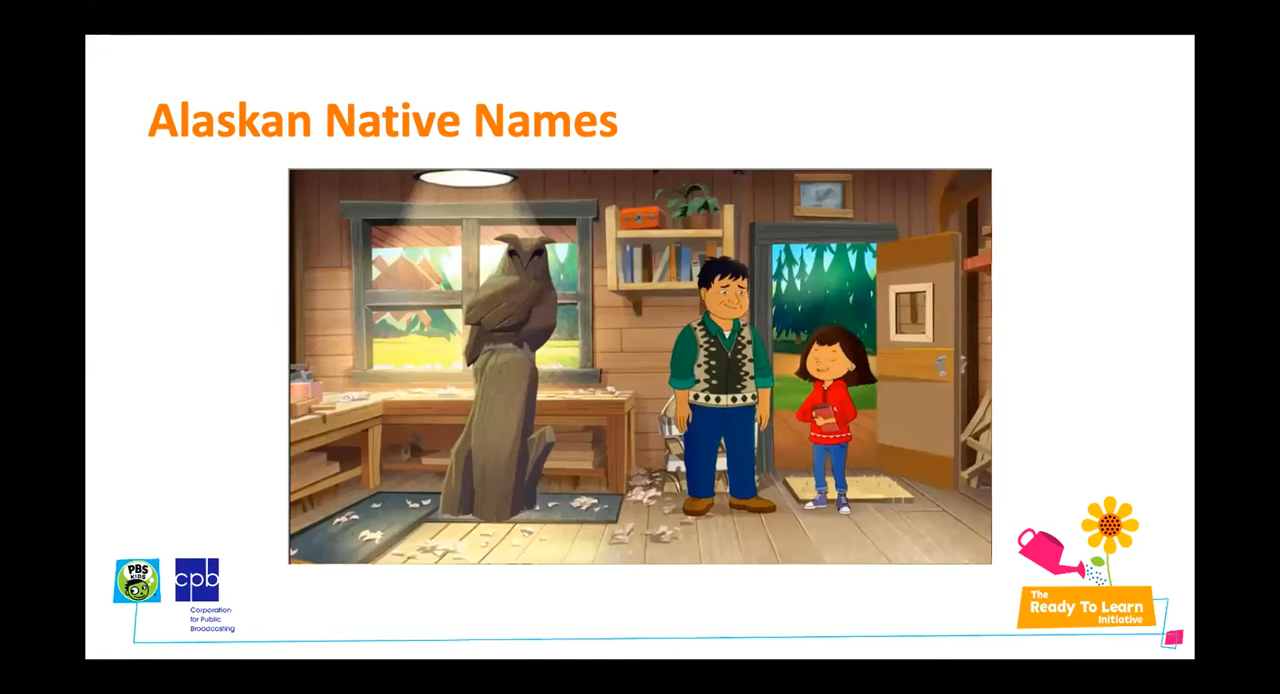 Alaskan Native Names
PBS
KIDS
cpb
Corporation
for Public
Broadcasting
The
Ready To Learn
Initiative